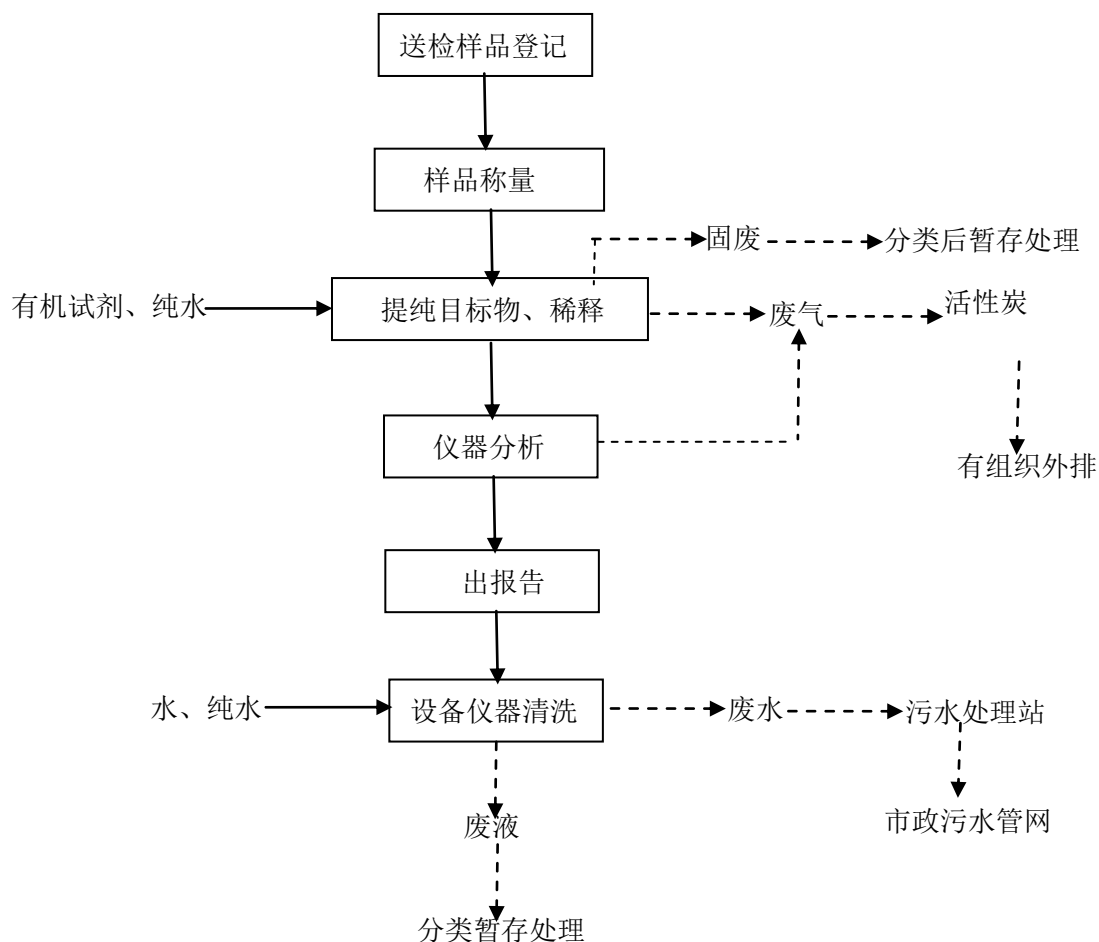 送检样品登记
样品称量
固废
分类后暂存处理
有机试剂、纯水
提纯目标物、稀释
废气
活性炭
仪器分析
有组织外排
出报告
水、纯水
设备仪器清洗
废水
污水处理站
市政污水管网
废液
分类暂存处理